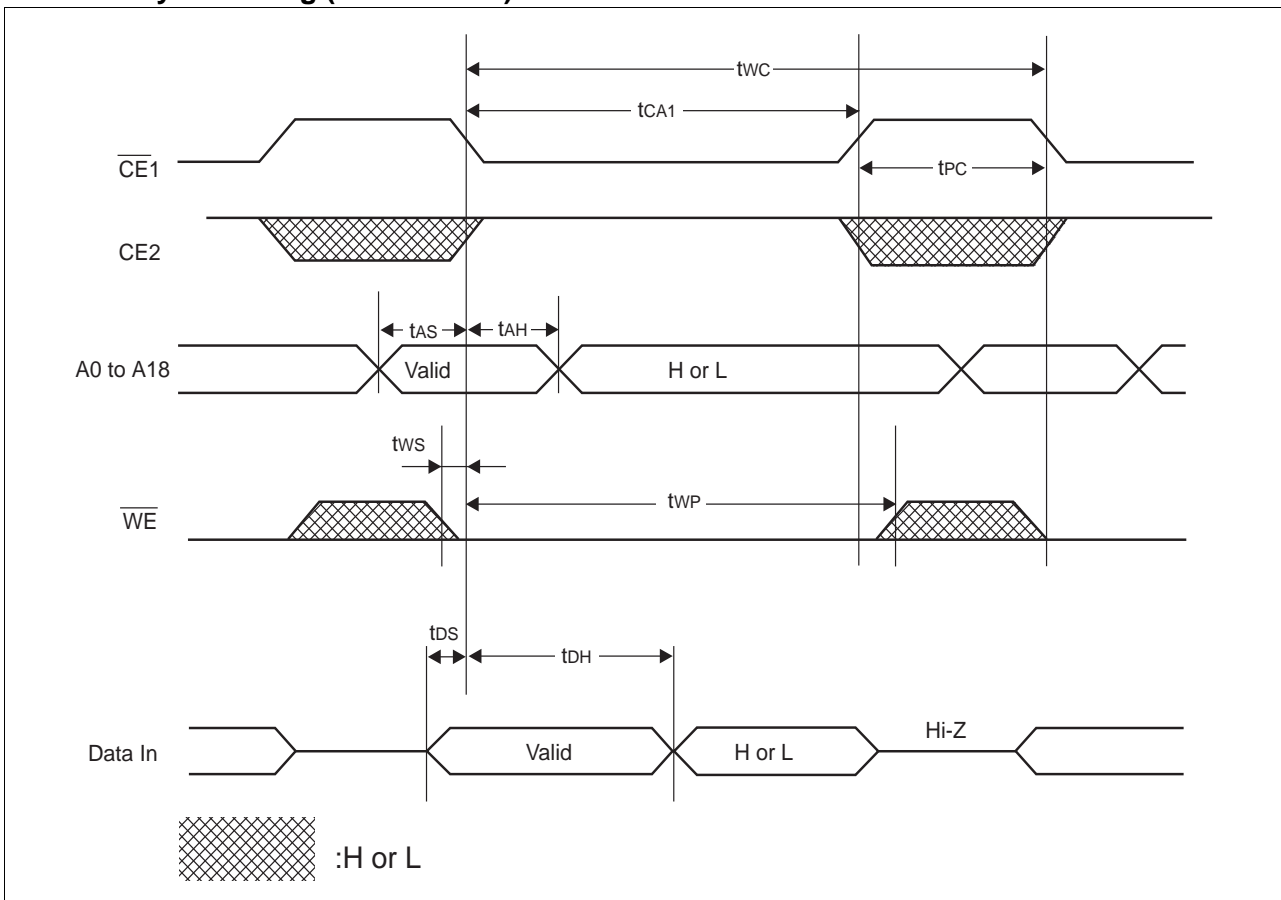 tWC
tCA1
CE1
tPC
CE2
tAS
tAH
A0 to A18
Valid
H or L
tWS
tWP
WE
tDS
tDH
Data In
Valid
H or L
Hi-Z
:H or L